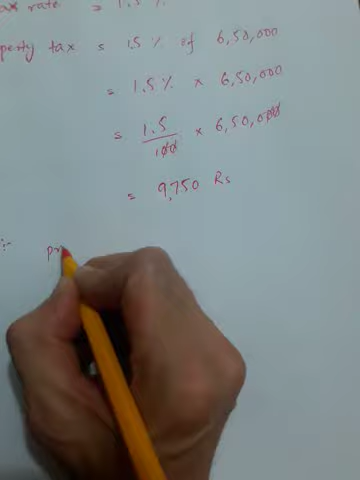 ax rate = 1.5 %
perty tax = 1.5 % of 6,50,000
= 1.5 % × 6,50,000
= 1.5/100 × 6,50,000
= 9,750 Rs
:- pr